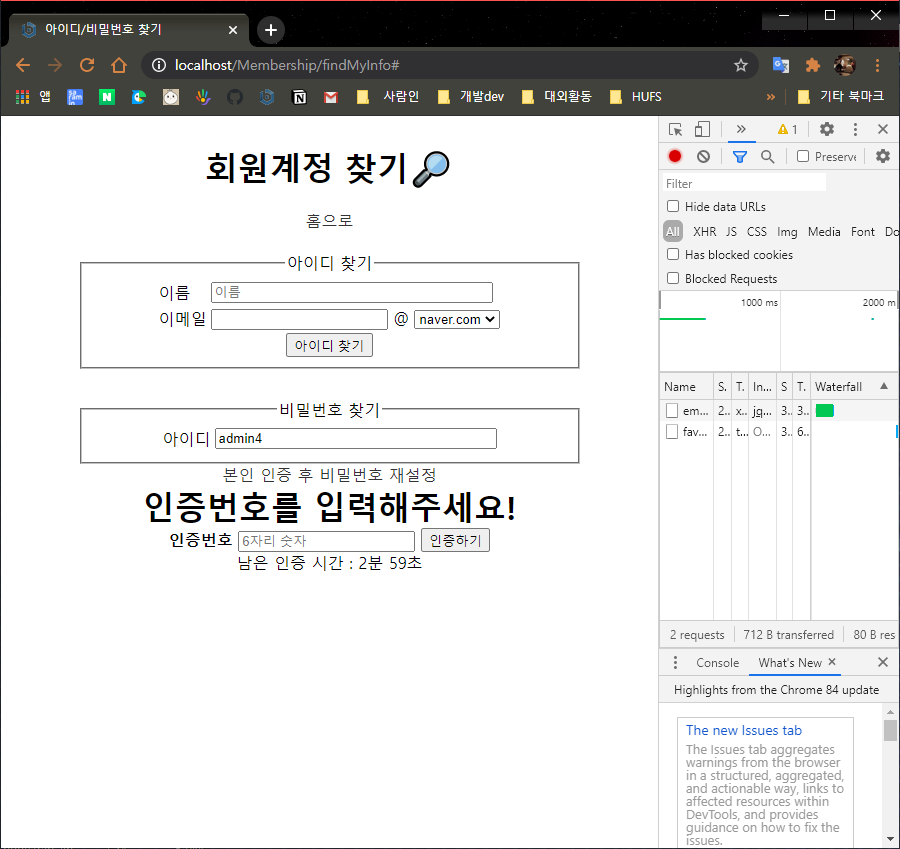 아이디/비밀번호 찾기
localhost/Membership/findMyInfo#
앱 사람인 개발dev 대외활동 HUFS » 기타 북마크
회원계정 찾기
홈으로
아이디 찾기
이름 이름
이메일 @ naver.com
아이디 찾기
비밀번호 찾기
아이디 admin4
본인 인증 후 비밀번호 재설정
인증번호를 입력해주세요!
인증번호 6자리 숫자 인증하기
남은 인증 시간 : 2분 59초
» 1
Preserve
Filter
Hide data URLs
All XHR JS CSS Img Media Font Do
Has blocked cookies
Blocked Requests
1000 ms 2000 m
Name S. T. In... S T. Waterfall
em... 2.. x.. jq... 3.. 3..
fav... 2.. t... O... 3.. 6..
2 requests 712 B transferred 80 B res
Console What's New
Highlights from the Chrome 84 update
The new Issues tab
The Issues tab aggregates
warnings from the browser
in a structured, aggregated,
and actionable way, links to
affected resources within
DevTools, and provides
guidance on how to fix the
issues.